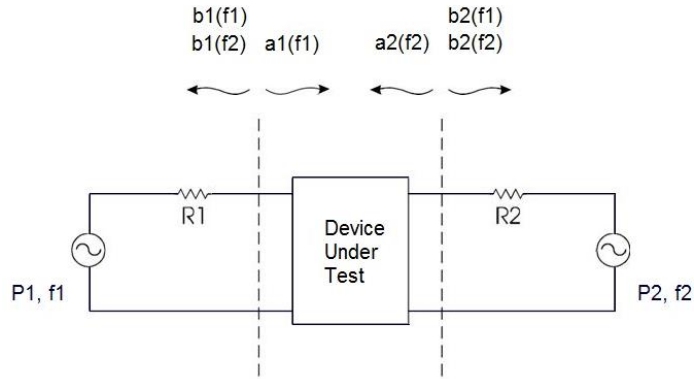 b1(f1)
b1(f2) a1(f1)
b2(f1)
a2(f2) b2(f2)
R1
R2
Device
Under
Test
P1, f1
P2, f2